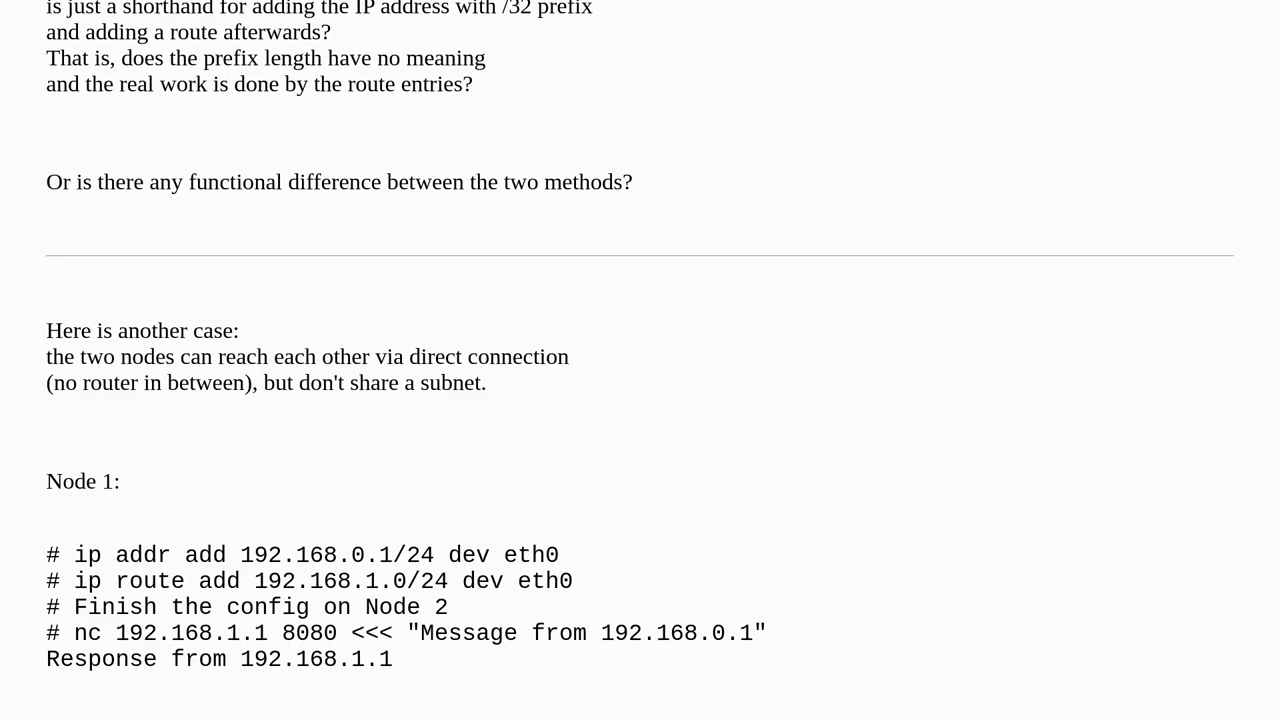 is just a shorthand for adding the IP address with /32 prefix
and adding a route afterwards?
That is, does the prefix length have no meaning
and the real work is done by the route entries?
Or is there any functional difference between the two methods?
Here is another case:
the two nodes can reach each other via direct connection
(no router in between), but don't share a subnet.
Node 1:
# ip addr add 192.168.0.1/24 dev eth0
# ip route add 192.168.1.0/24 dev eth0
# Finish the config on Node 2
# nc 192.168.1.1 8080 <<< "Message from 192.168.0.1"
Response from 192.168.1.1